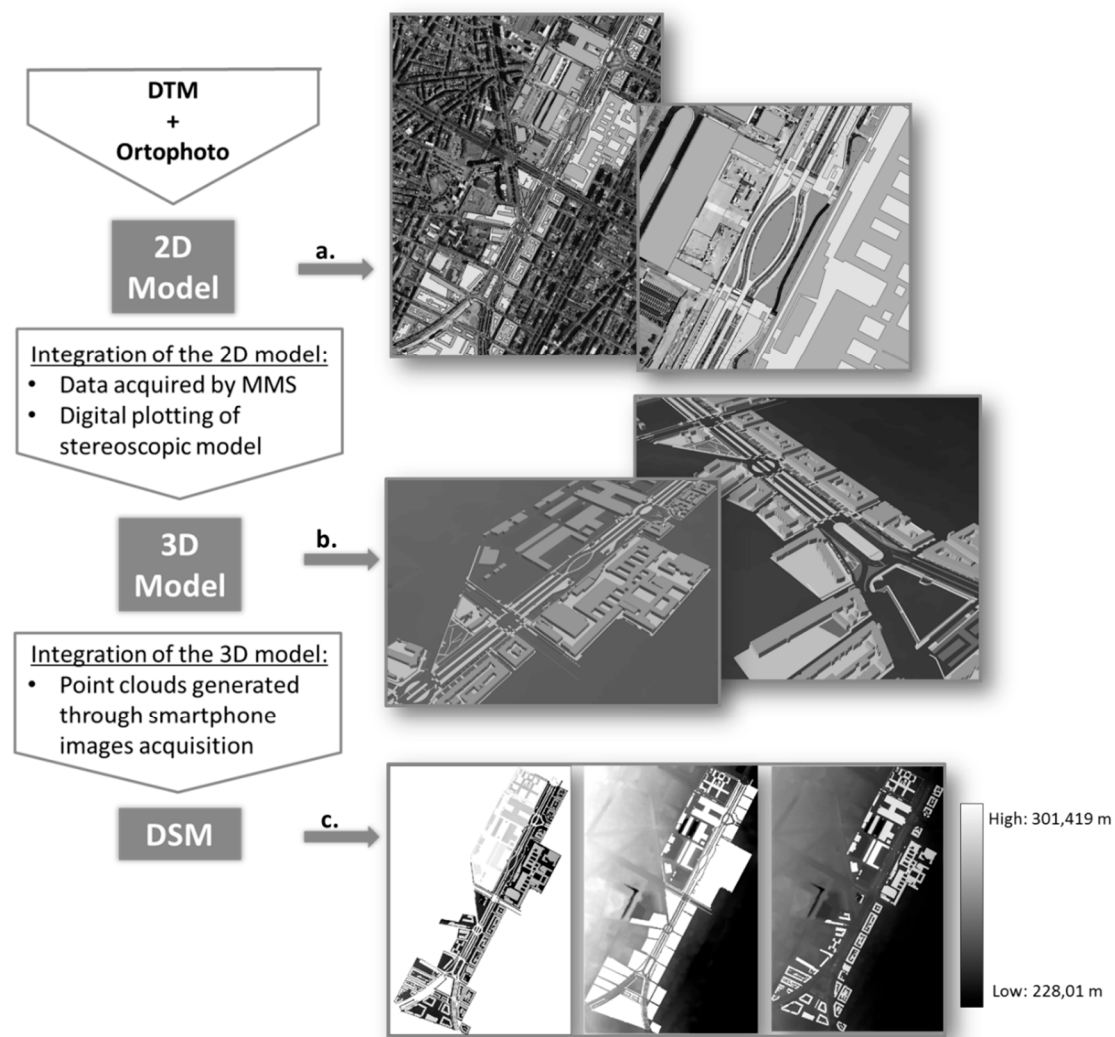 DTM
+
Ortophoto
2D
Model
a.
Integration of the 2D model:
• Data acquired by MMS
• Digital plotting of
stereoscopic model
3D
Model
b.
Integration of the 3D model:
• Point clouds generated
through smartphone
images acquisition
DSM
c.
High: 301,419 m
Low: 228,01 m